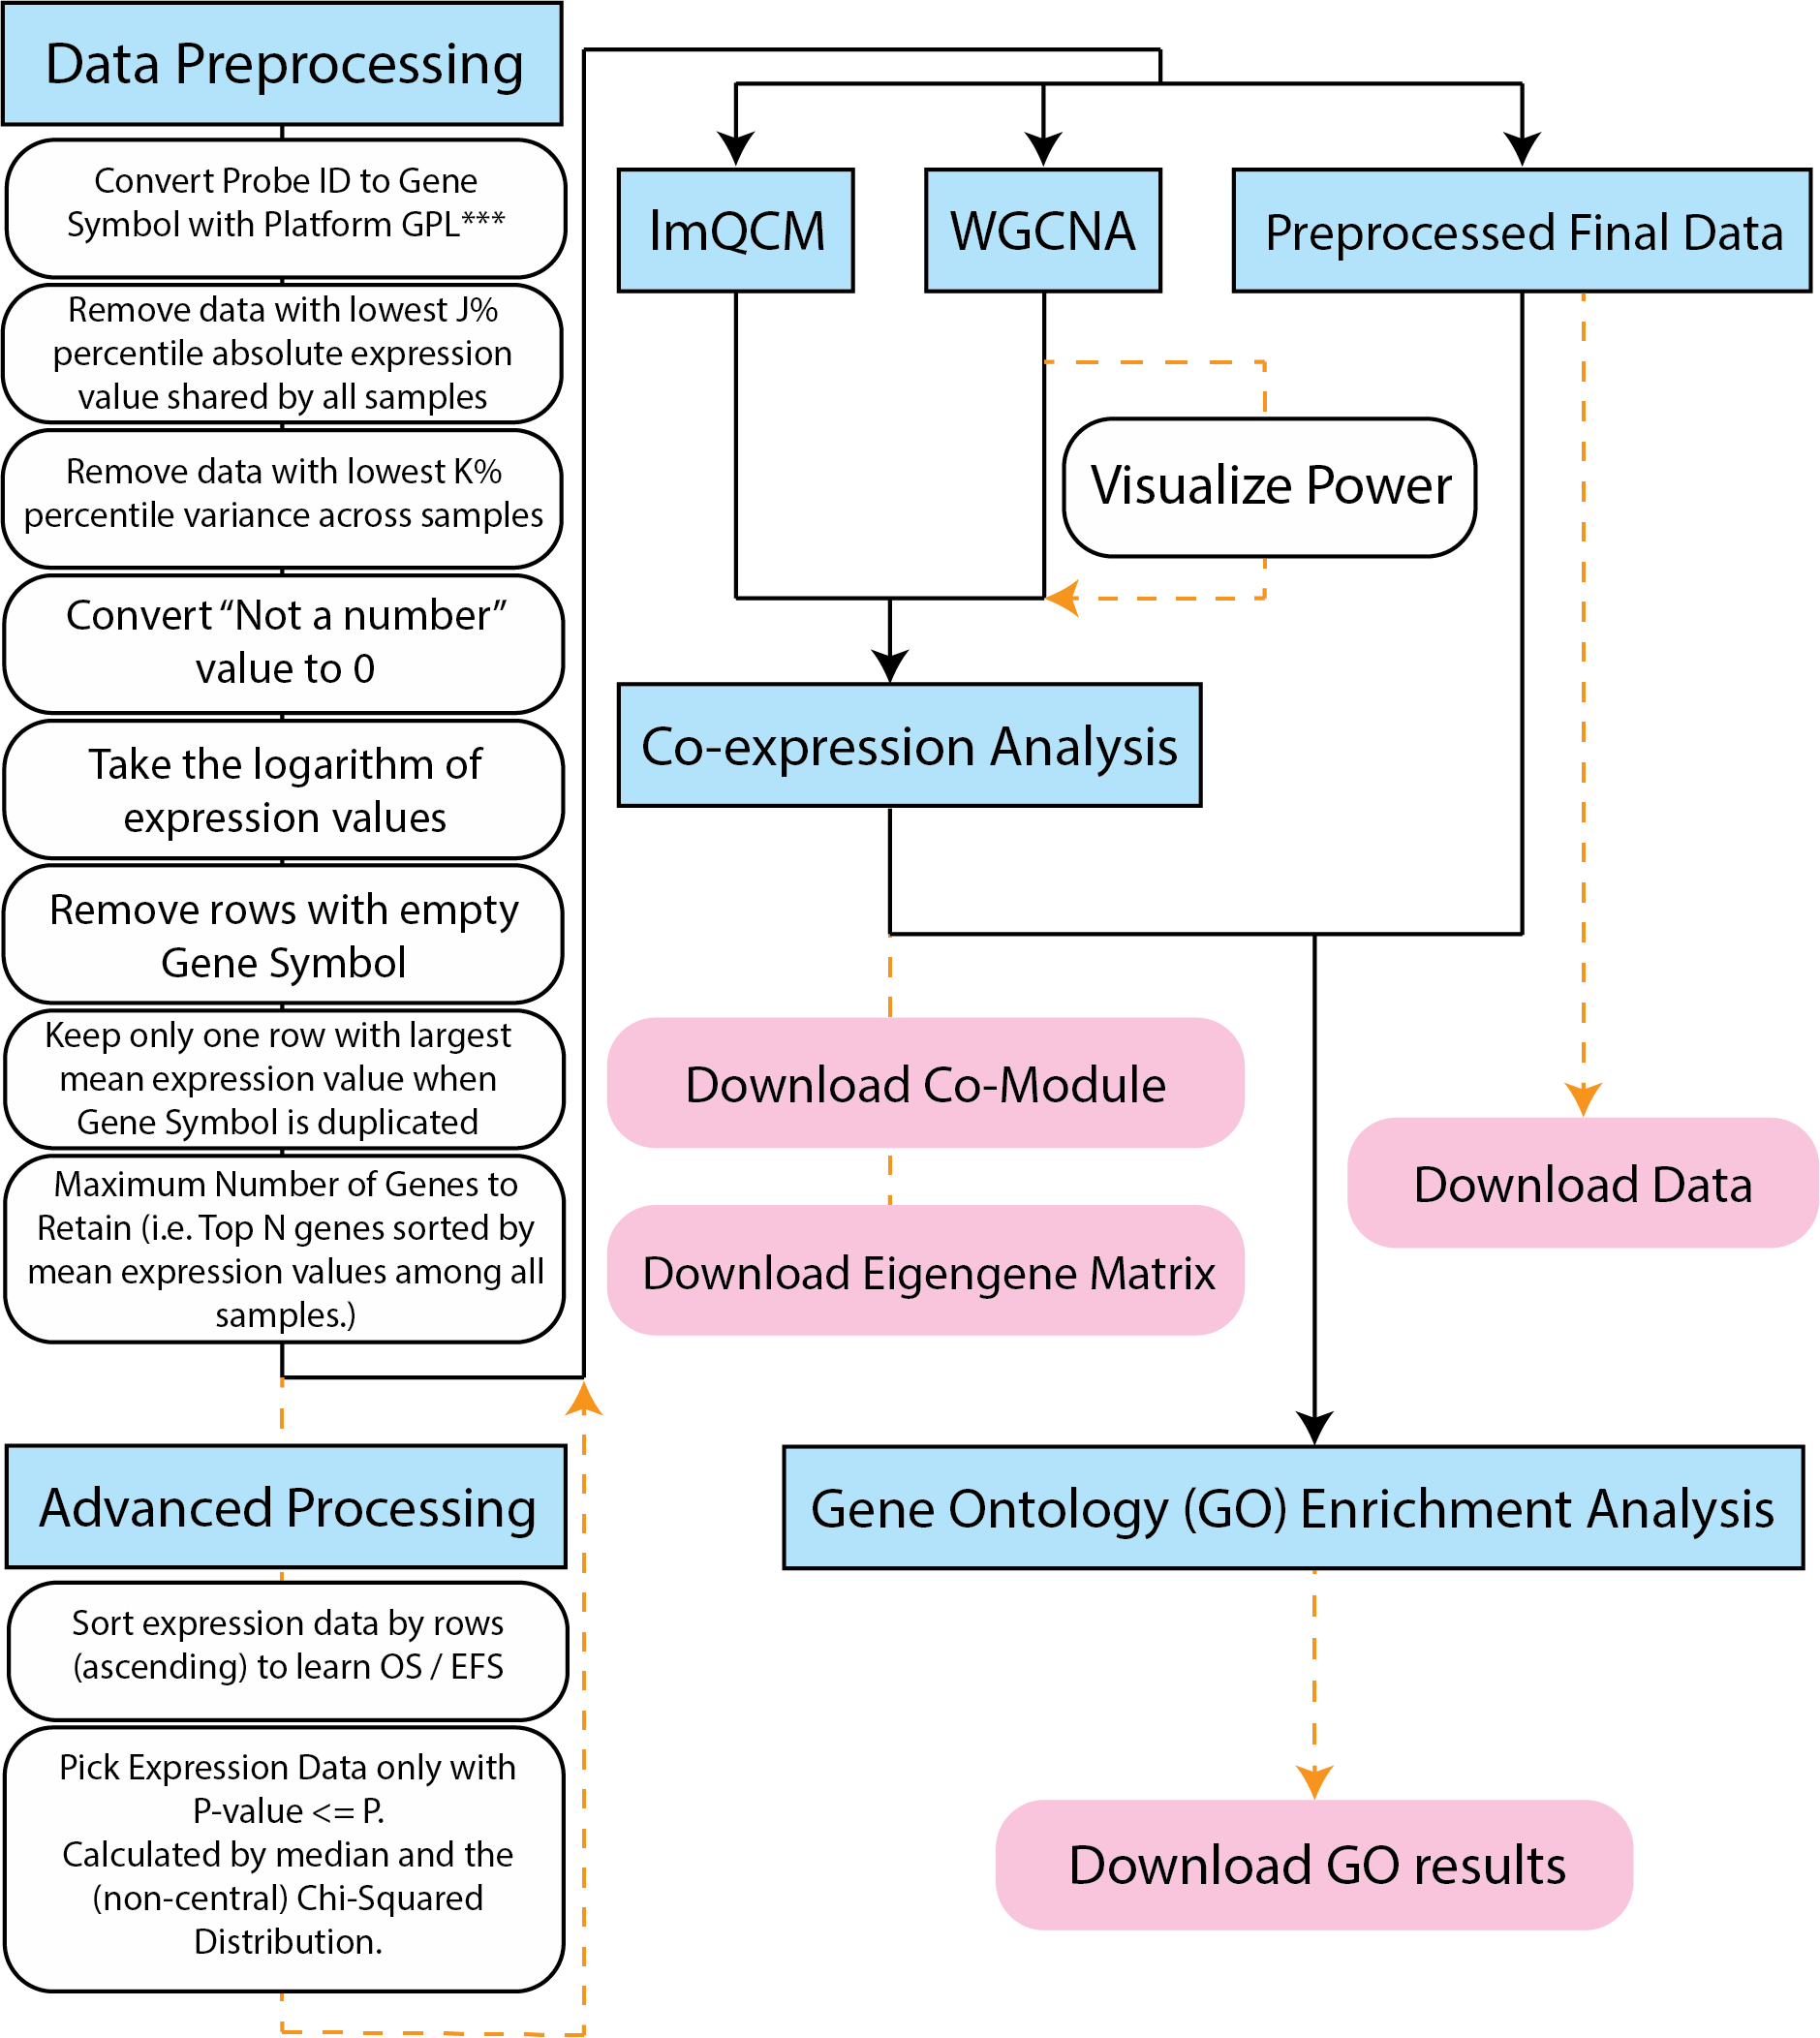 Data Preprocessing
Convert Probe ID to Gene
Symbol with Platform GPL***
Remove data with lowest J%
percentile absolute expression
value shared by all samples
Remove data with lowest K%
percentile variance across samples
Convert “Not a number”
value to 0
Take the logarithm of
expression values
Remove rows with empty
Gene Symbol
Keep only one row with largest
mean expression value when
Gene Symbol is duplicated
Maximum Number of Genes to
Retain (i.e. Top N genes sorted by
mean expression values among all
samples.)
Advanced Processing
Sort expression data by rows
(ascending) to learn OS / EFS
Pick Expression Data only with
P-value <= P.
Calculated by median and the
(non-central) Chi-Squared
Distribution.
lmQCM
WGCNA
Preprocessed Final Data
Visualize Power
Co-expression Analysis
Download Co-Module
Download Eigengene Matrix
Download Data
Gene Ontology (GO) Enrichment Analysis
Download GO results